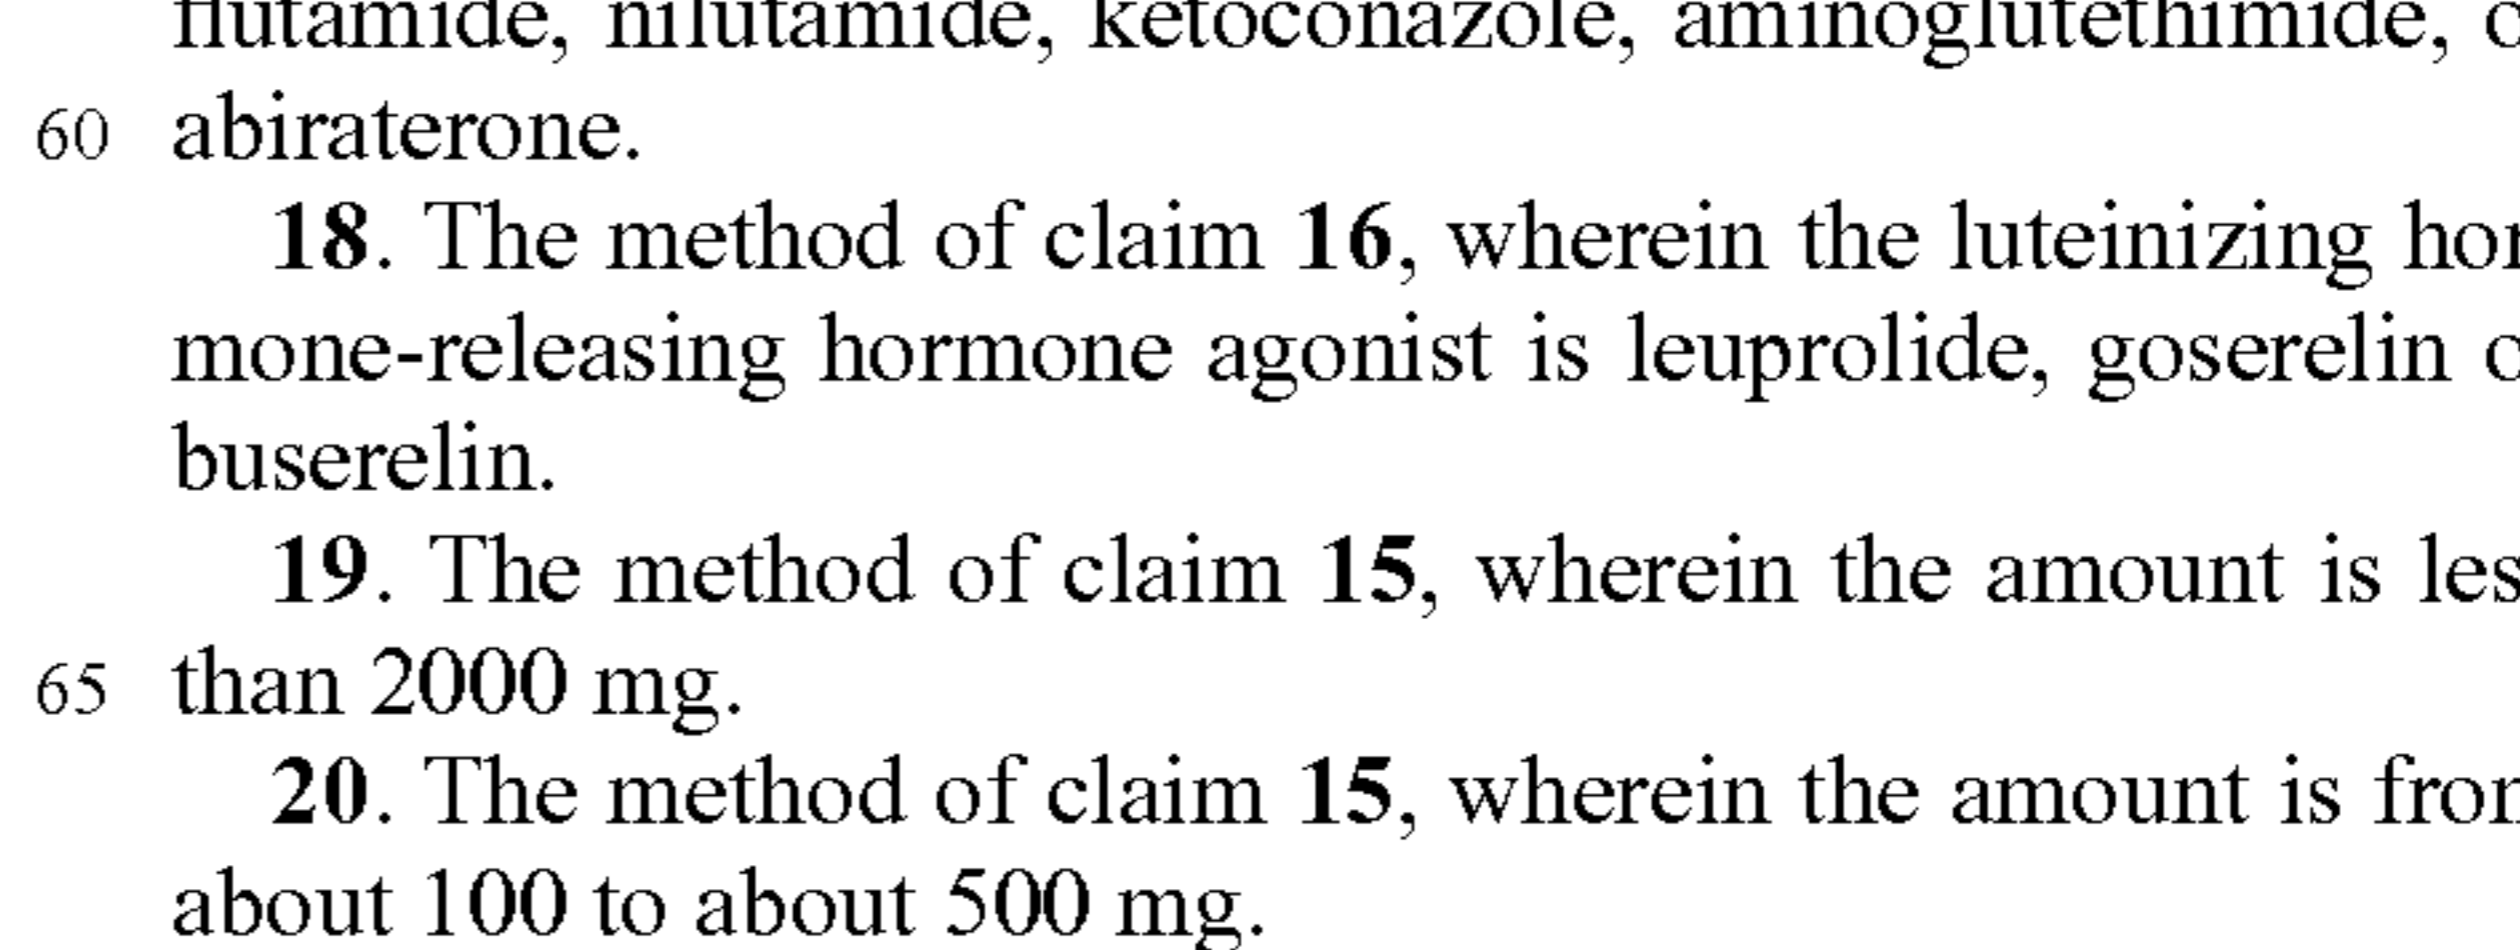 flutamide, nilutamide, ketoconazole, aminoglutethimide, o
60 abiraterone.
18. The method of claim 16, wherein the luteinizing hor
mone-releasing hormone agonist is leuprolide, goserelin o
buserelin.
19. The method of claim 15, wherein the amount is les
65 than 2000 mg.
20. The method of claim 15, wherein the amount is from
about 100 to about 500 mg.